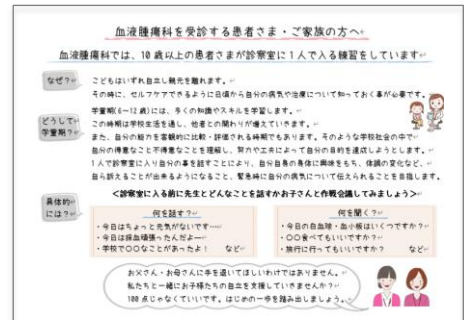 血液腫瘍科を受診する患者さま・ご家族の方へ
血液腫瘍科では、10歳以上の患者さまが診察室に1人で入る練習をしています
なぜ？
こどもはいずれ自立し親元を離れます。
その時に、セルフケアできるように日頃から自分の病気や治療について知っておく事が必要です。
どうして
学童期？
学童期(6~12歳)には、多くの知識やスキルを学習します。
この時期は学校生活を通し、他者との関わりが増えていきます。
また、自分の能力を客観的に比較・評価される時期でもあります。そのような学校社会の中で
自分の得意なこと不得意なことを理解し、努力や工夫によって自分の目的を達成しようとします。
1人で診察室に入り自分の事を話すことにより、自分自身の身体に興味をもち、体調の変化など、
自ら訴えることが出来るようになること、緊急時に自分の病気について伝えられることを目指します。
具体的
には？
＜診察室に入る前に先生とどんなことを話すかお子さんと作戦会議してみましょう＞
何を話す？
・今日はちょっと元気がないです
・今日は採血頑張ったんだよ
・学校で〇〇なことがあったよ！　など
何を聞く？
・今日の白血球・血小板はいくつですか？
・〇〇食べてもいいですか？
・旅行に行ってもいいですか？　など
お父さん・お母さんに手を退いてほしいわけではありません。
私たちと一緒にお子様たちの自立を支援していきませんか？
100点じゃなくていいです。はじめの一歩を踏み出しましょう。